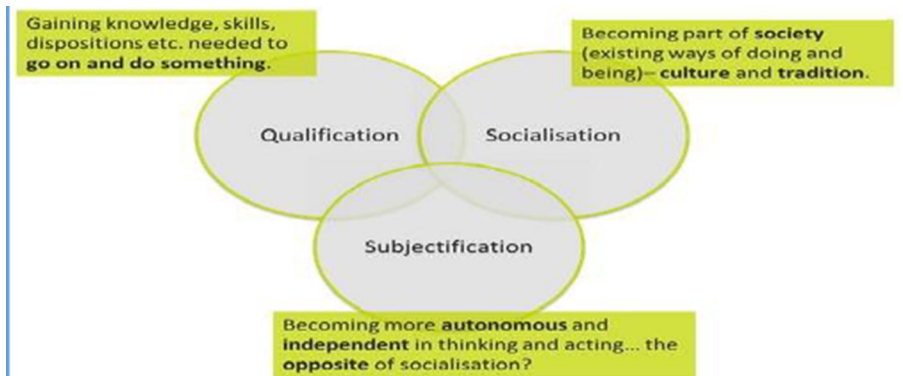 Gaining knowledge, skills,
dispositions etc. needed to
go on and do something.
Becoming part of society
(existing ways of doing and
being)– culture and tradition.
Qualification
Socialisation
Subjectification
Becoming more autonomous and
independent in thinking and acting... the
opposite of socialisation?